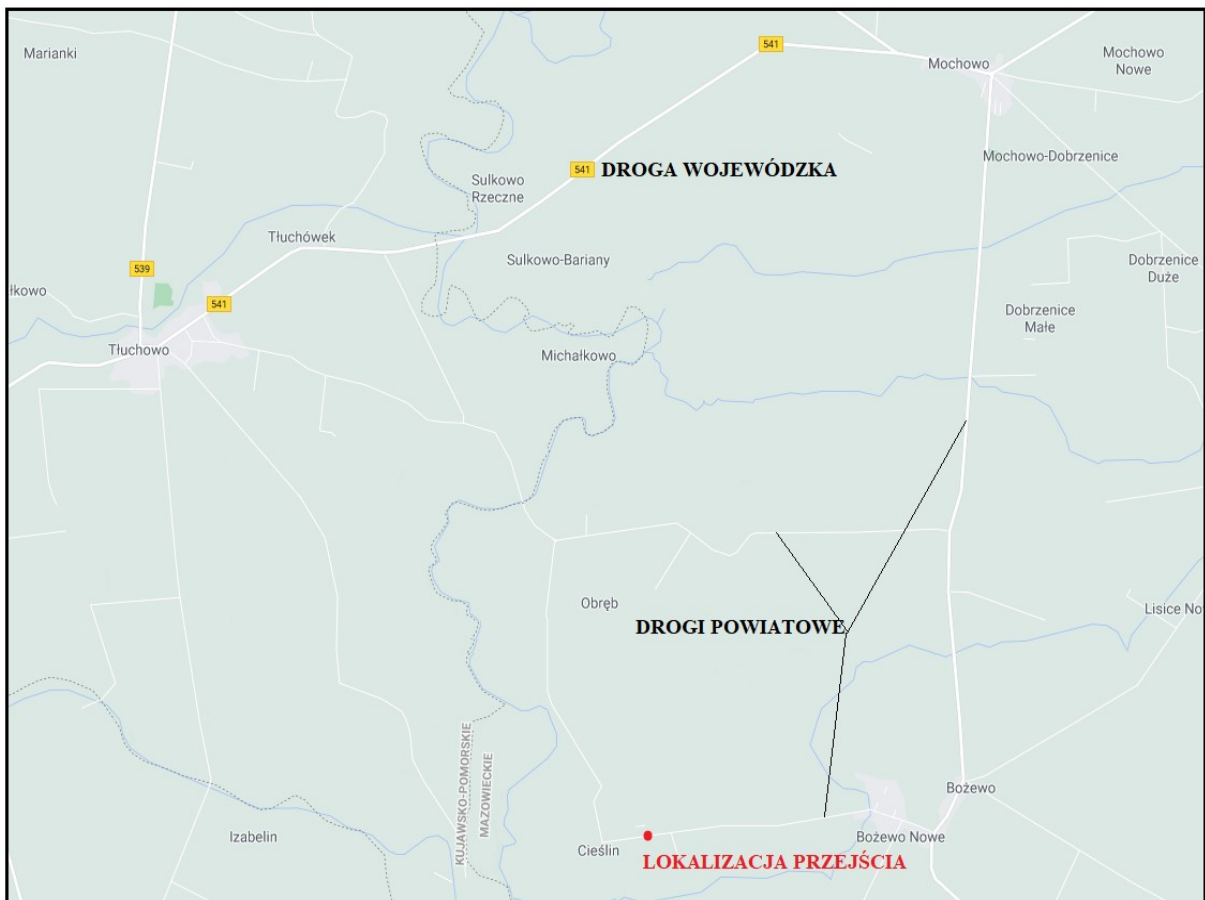 Marianki
541
Mochowo
Mochowo
Nowe
541
DROGA WOJEWÓDZKA
Mochowo-Dobrzenice
Sulkowo
Rzeczne
Tłuchówek
Sulkowo-Bariany
539
Dobrzenice
Duże
łkowo
541
Dobrzenice
Małe
Tłuchowo
Michałkowo
Obręb
Lisice No
DROGI POWIATOWE
KUJAWSKO-POMORSKIE
MAZOWIECKIE
Bożewo
Izabelin
Cieślin
Bożewo Nowe
LOKALIZACJA PRZEJŚCIA